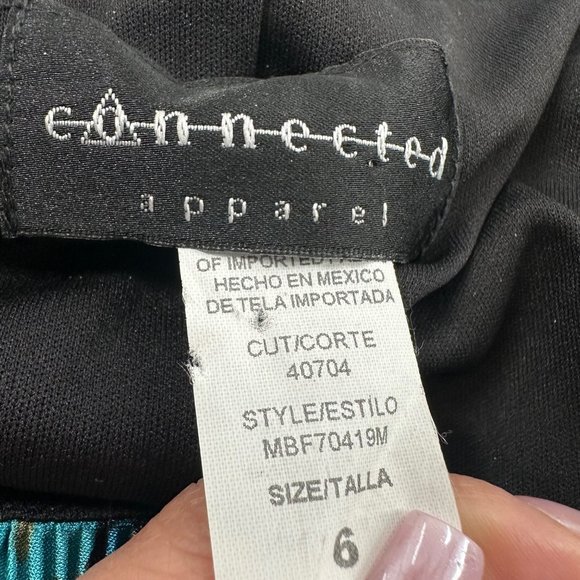 connected
apparel
OF IMPORTED
HECHO EN MEXICO
DE TELA IMPORTADA
CUT/CORTE
40704
STYLE/ESTILO
MBF70419M
SIZE/TALLA
6